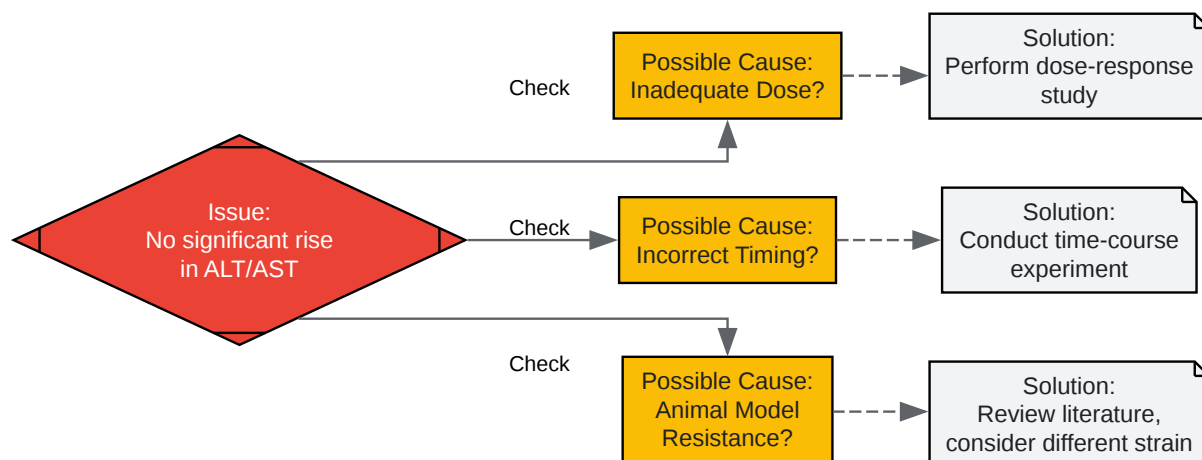 Issue:
No significant rise
in ALT/AST
Check
Possible Cause:
Inadequate Dose?
Solution:
Perform dose-response
study
Check
Possible Cause:
Incorrect Timing?
Solution:
Conduct time-course
experiment
Check
Possible Cause:
Animal Model
Resistance?
Solution:
Review literature,
consider different strain